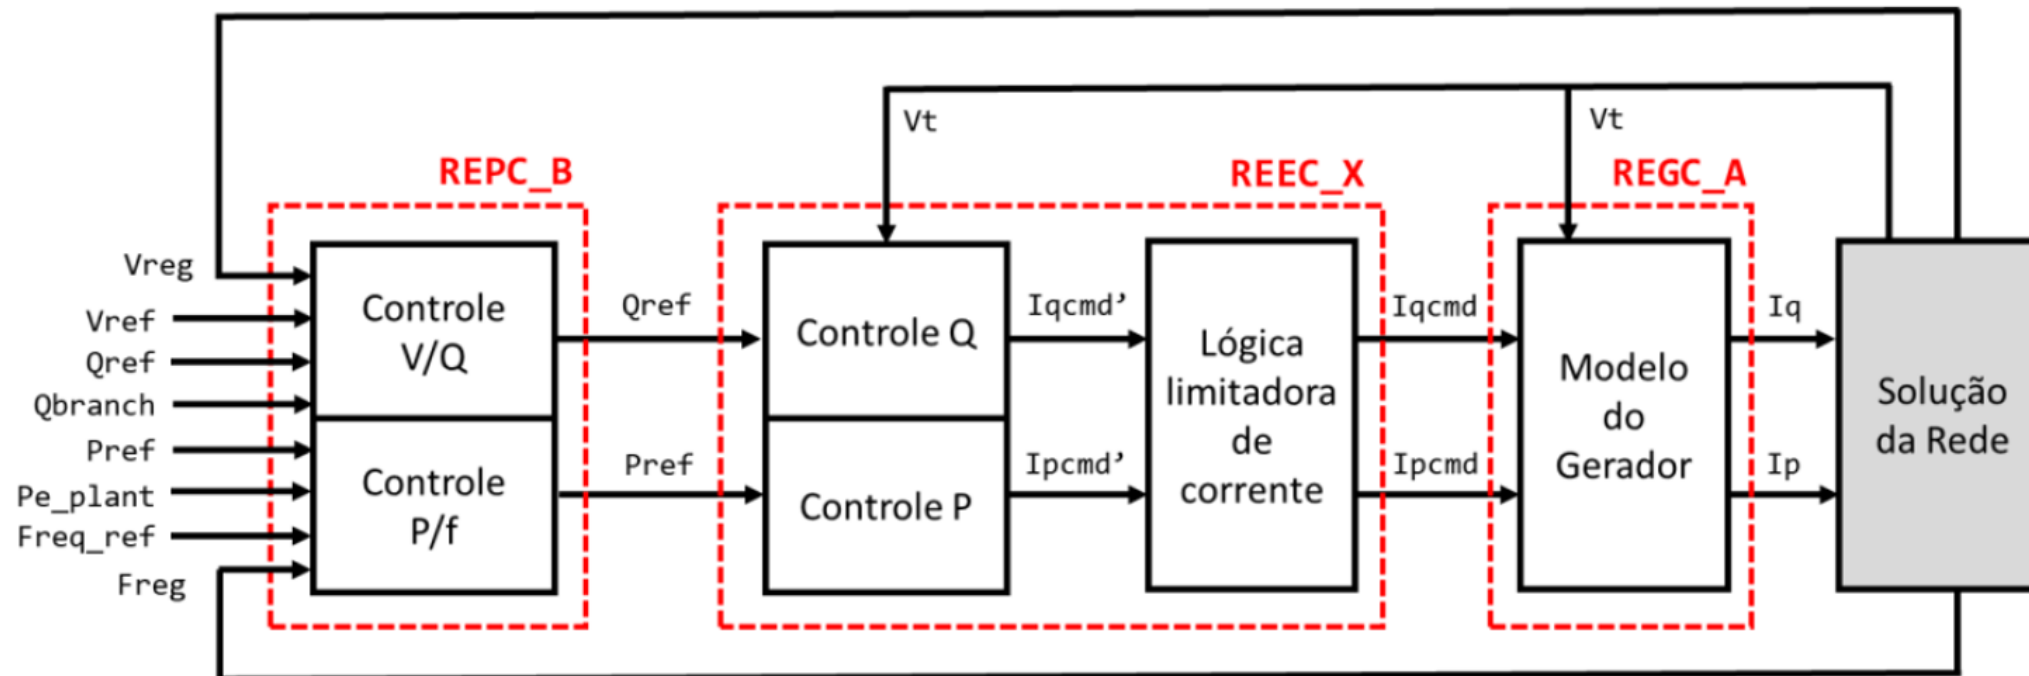 Vt
Vt
REPC_B
REEC_X
REGC_A
Vreg
Vref
Qref
Qbranch
Pref
Pe_plant
Freq_ref
Freg
Controle
V/Q
Controle
P/f
Qref
Pref
Controle Q
Controle P
Iqcmd’
Ipcmd’
Lógica
limitadora
de
corrente
Iqcmd
Ipcmd
Modelo
do
Gerador
Iq
Ip
Solução
da Rede